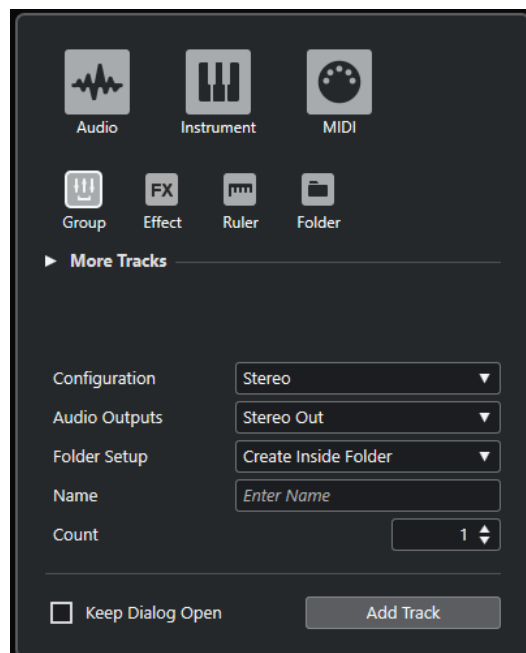 Audio Instrument MIDI
FX
Group Effect Ruler Folder
More Tracks
Configuration Stereo
Audio Outputs Stereo Out
Folder Setup Create Inside Folder
Name Enter Name
Count 1
Keep Dialog Open Add Track